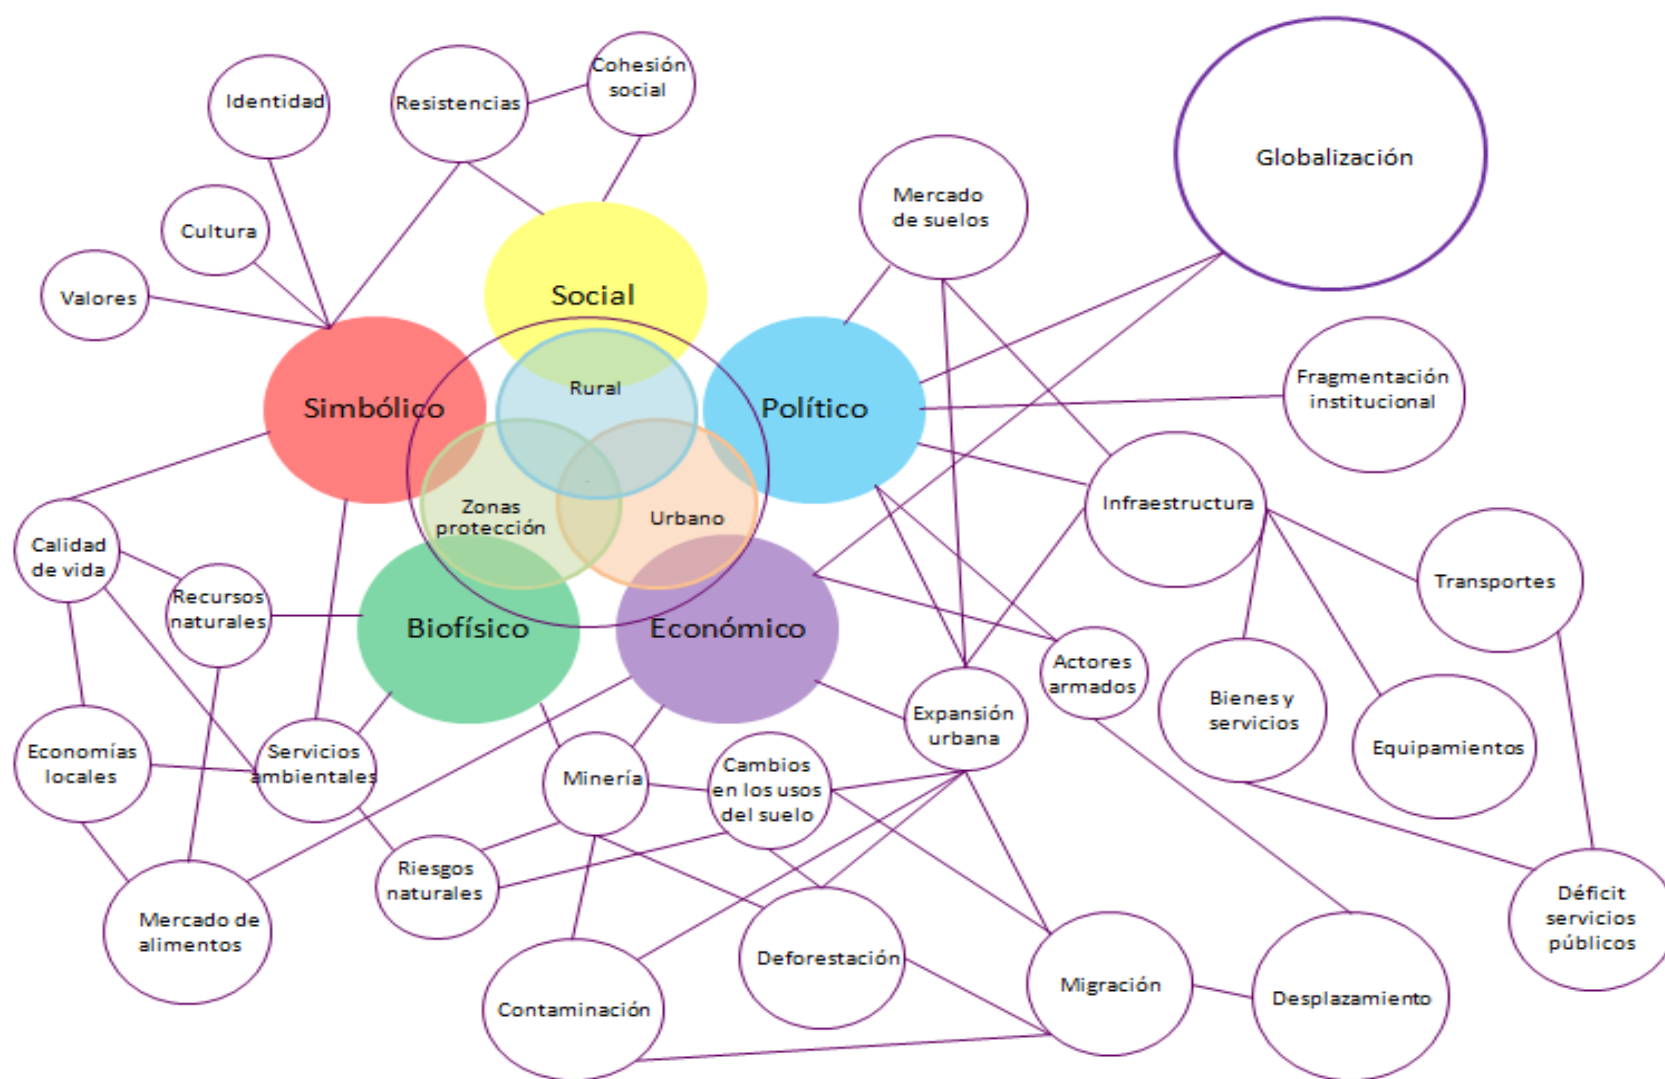 Cohesión
social
Identidad
Resistencias
Globalización
Mercado
de suelos
Cultura
Valores
Social
Fragmentación
institucional
Rural
Simbólico
Político
Infraestructura
Zonas
protección
Urbano
Calidad
de vida
Transportes
Recursos
naturales
Biofísico
Económico
Actores
armados
Bienes y
servicios
Expansión
urbana
Equipamientos
Economías
locales
Servicios
ambientales
Minería
Cambios
en los usos
del suelo
Riesgos
naturales
Déficit
servicios
públicos
Mercado de
alimentos
Deforestación
Migración
Desplazamiento
Contaminación